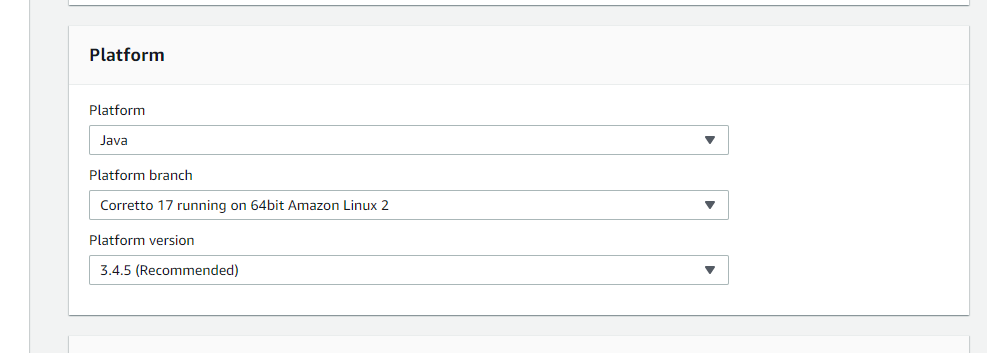 Platform
Platform
Java
Platform branch
Corretto 17 running on 64bit Amazon Linux 2
Platform version
3.4.5 (Recommended)